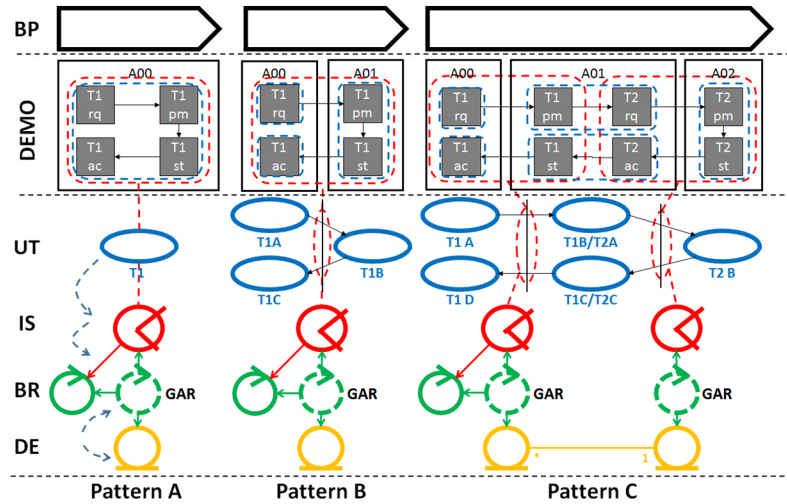 BP
A00
A00
A01
A00
A01
A02
DEMO
T1
rq
T1
pm
T1
rq
T1
pm
T1
rq
T1
pm
T2
rq
T2
pm
T1
ac
T1
st
T1
ac
T1
st
T1
ac
T1
st
T2
ac
T2
st
UT
T1
T1A
T1B
T1C
T1 A
T1B/T2A
T2 B
T1 D
T1C/T2C
IS
BR
GAR
GAR
GAR
GAR
DE
*
1
Pattern A
Pattern B
Pattern C